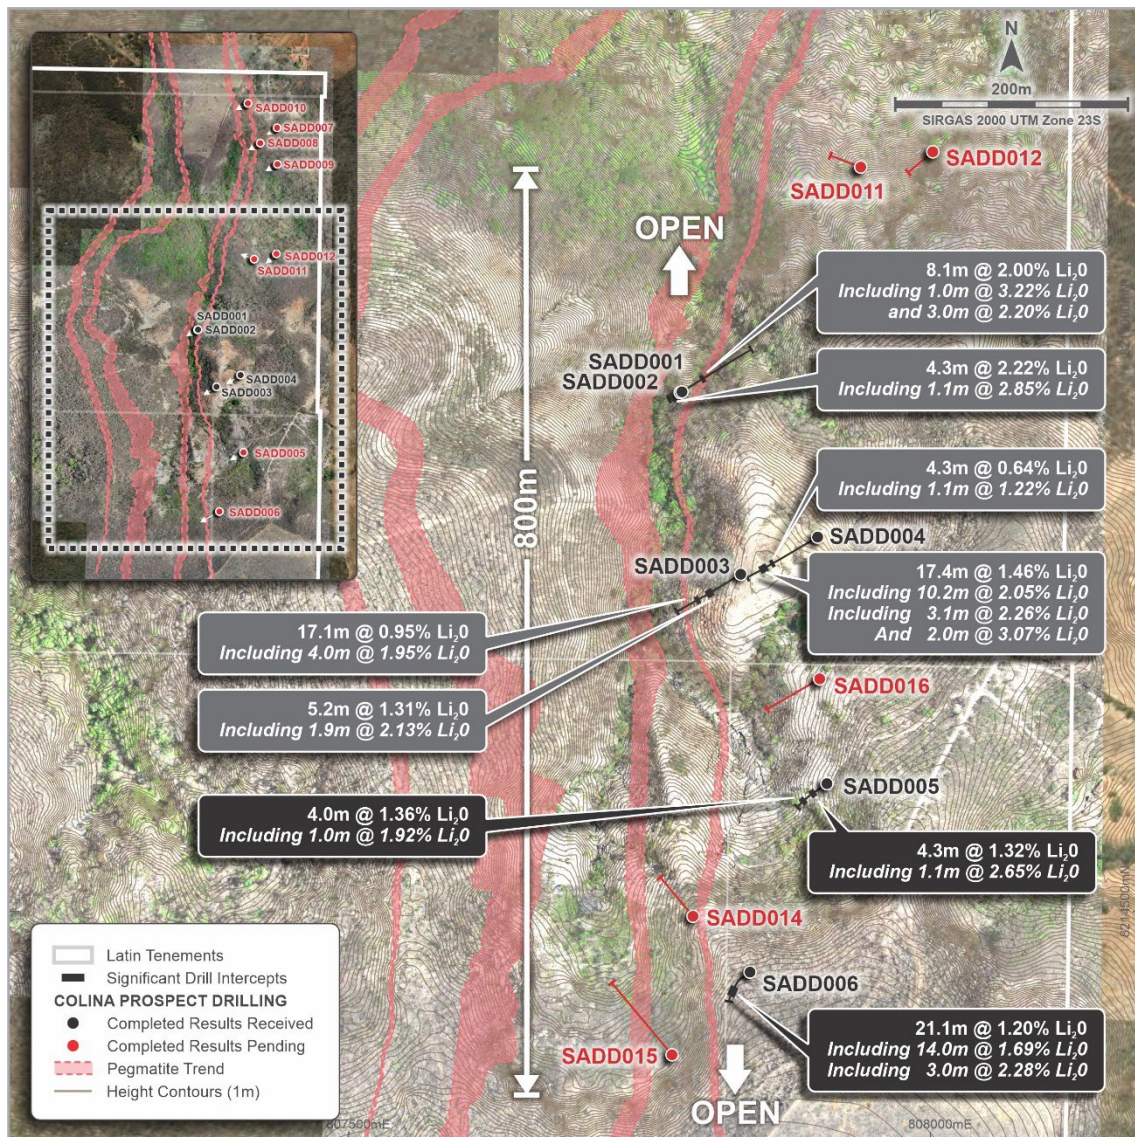 SADD010
SADD007
SADD008
SADD009
SADD012
SADD011
SADD001
SADD002
SADD004
SADD003
SADD005
SADD006
N
200m
SIRGAS 2000 UTM Zone 23S
SADD012
SADD011
OPEN
8.1m @ 2.00% Li₂0
Including 1.0m @ 3.22% Li₂0
and 3.0m @ 2.20% Li₂0
SADD001
SADD002
4.3m @ 2.22% Li₂0
Including 1.1m @ 2.85% Li₂0
800m
4.3m @ 0.64% Li₂0
Including 1.1m @ 1.22% Li₂0
SADD004
SADD003
17.4m @ 1.46% Li₂0
Including 10.2m @ 2.05% Li₂0
Including 3.1m @ 2.26% Li₂0
And 2.0m @ 3.07% Li₂0
17.1m @ 0.95% Li₂0
Including 4.0m @ 1.95% Li₂0
SADD016
5.2m @ 1.31% Li₂0
Including 1.9m @ 2.13% Li₂0
SADD005
4.0m @ 1.36% Li₂0
Including 1.0m @ 1.92% Li₂0
4.3m @ 1.32% Li₂0
Including 1.1m @ 2.65% Li₂0
SADD014
8214500mN
SADD006
21.1m @ 1.20% Li₂0
Including 14.0m @ 1.69% Li₂0
Including 3.0m @ 2.28% Li₂0
SADD015
OPEN
Latin Tenements
Significant Drill Intercepts
COLINA PROSPECT DRILLING
Completed Results Received
Completed Results Pending
Pegmatite Trend
Height Contours (1m)
807500mE
808000mE